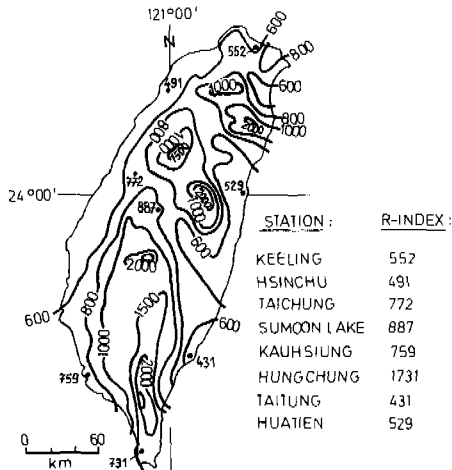 121°00'
N
600
552
800
491
1000
600
800
2000
1000
800
1000
1500
772
24°00'
529
887
1000
600
2000
1500
600
800
1000
600
431
2000
759
731
0 60
km
STATION : R-INDEX :
KEELING 552
HSINCHU 491
TAICHUNG 772
SUMOON LAKE 887
KAUHSIUNG 759
HUNGCHUNG 1731
TAITUNG 431
HUATIEN 529